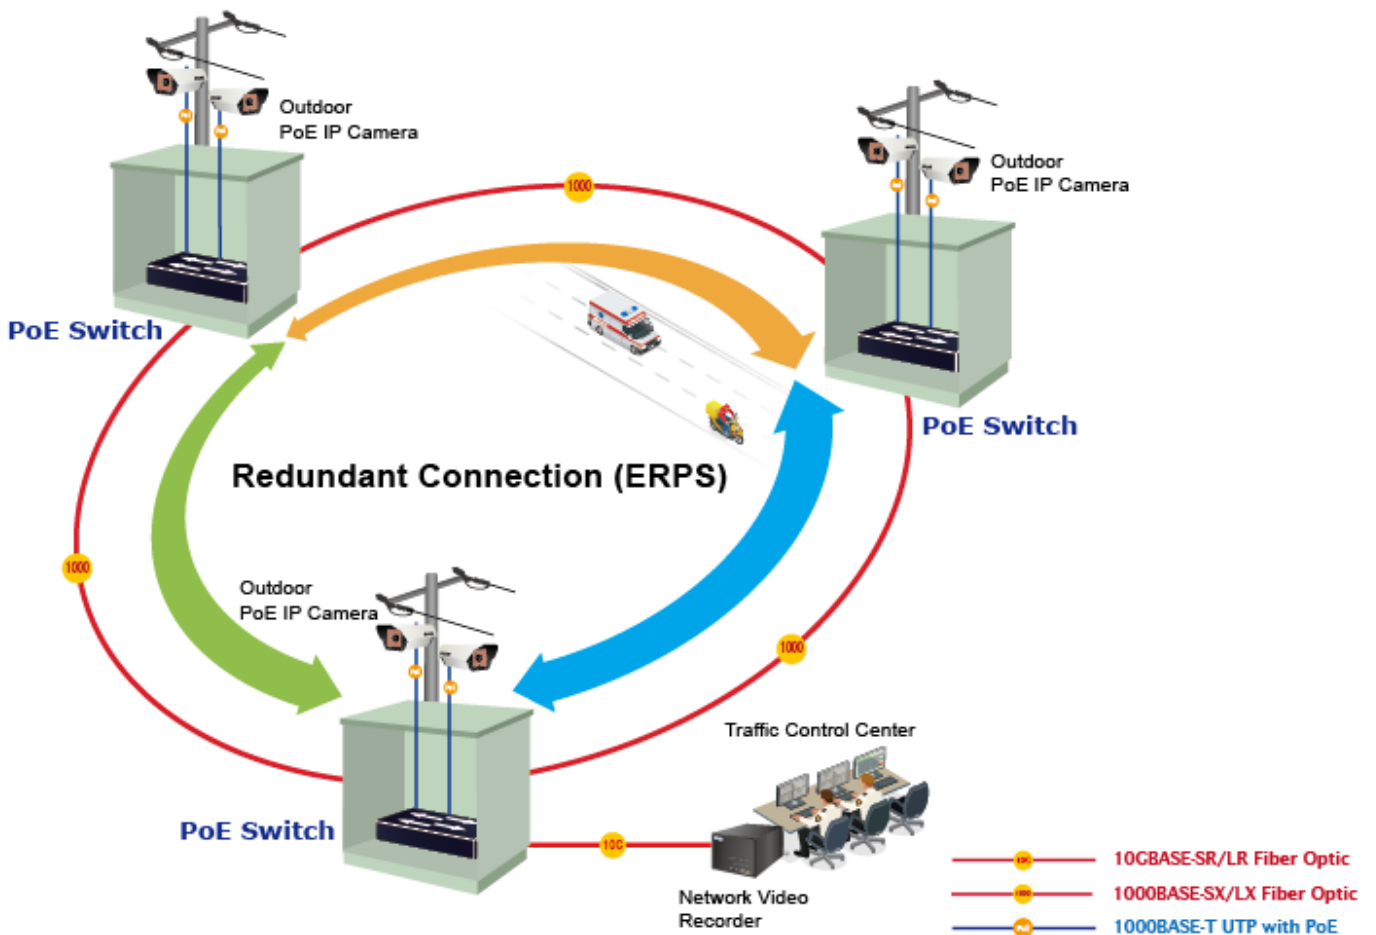 Outdoor
PoE IP Camera
1000
Outdoor
PoE IP Camera
PoE Switch
PoE Switch
Redundant Connection (ERPS)
1000
Outdoor
PoE IP Camera
1000
Traffic Control Center
PoE Switch
10G
Network Video
Recorder
10GBASE-SR/LR Fiber Optic
1000BASE-SX/LX Fiber Optic
1000BASE-T UTP with PoE